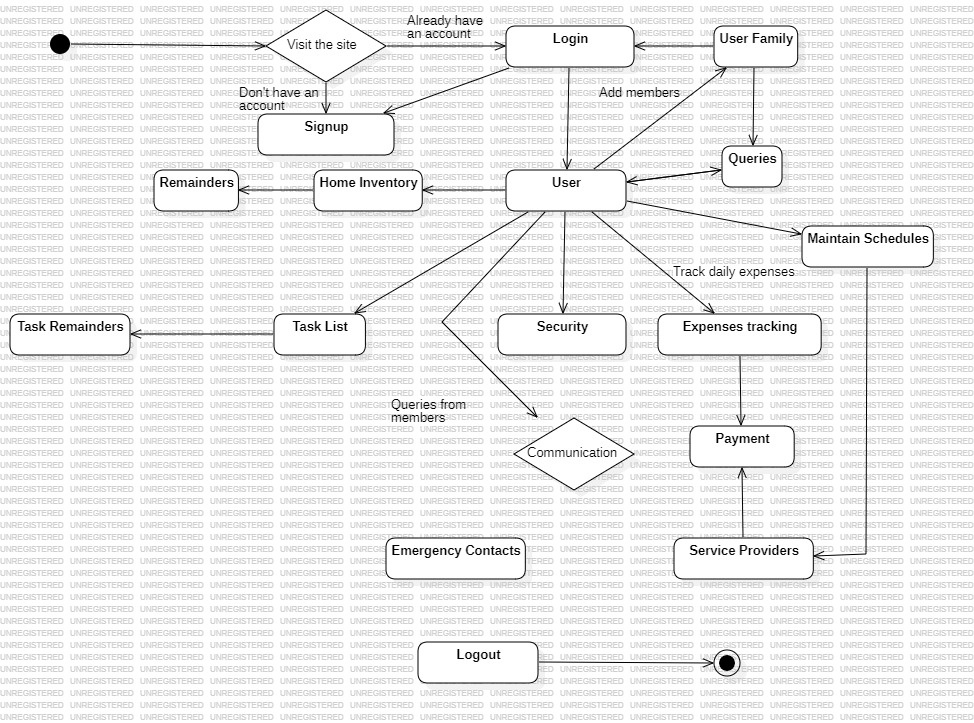 Already have
an account
Visit the site
Login
User Family
Don't have an
account
Add members
Signup
Queries
Remainders
Home Inventory
User
Maintain Schedules
Track daily expenses
Task Remainders
Task List
Security
Expenses tracking
Queries from
members
Communication
Payment
Emergency Contacts
Service Providers
Logout
UNREGISTERED